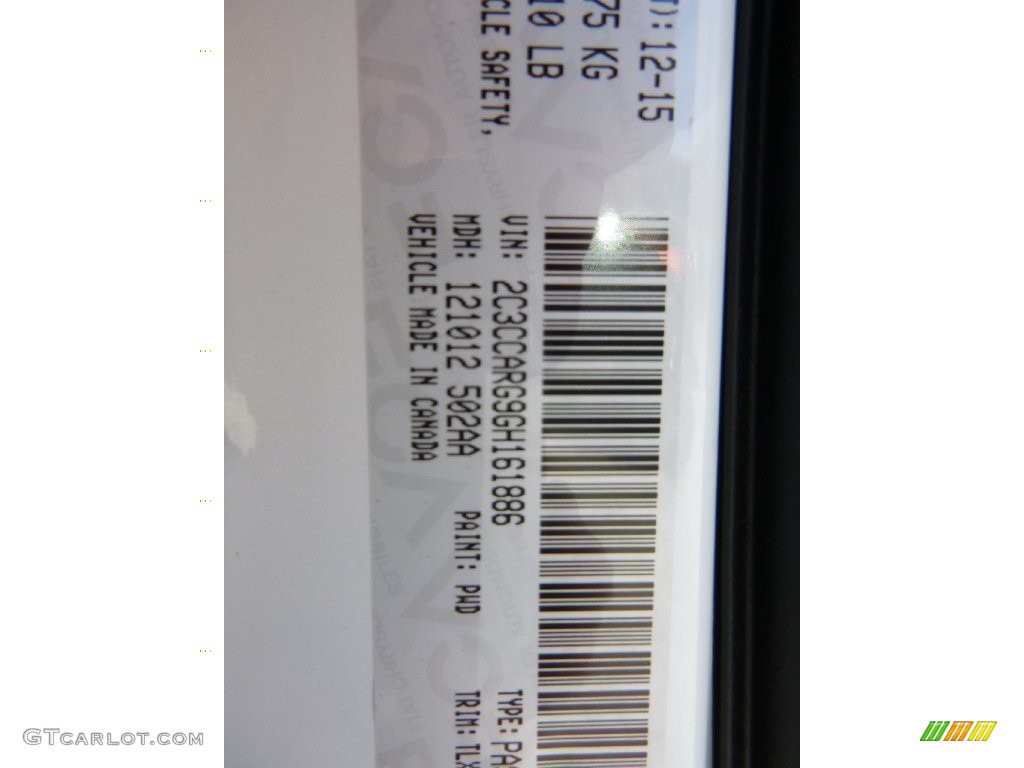 T): 12-15
75 KG
10 LB
CLE SAFETY,
VIN: 2C3CCARG9GH161886
TYPE: PA
MDH: 121012 502AA
PAINT: PWD
TRIM: TLX
VEHICLE MADE IN CANADA
GTCarLot.com